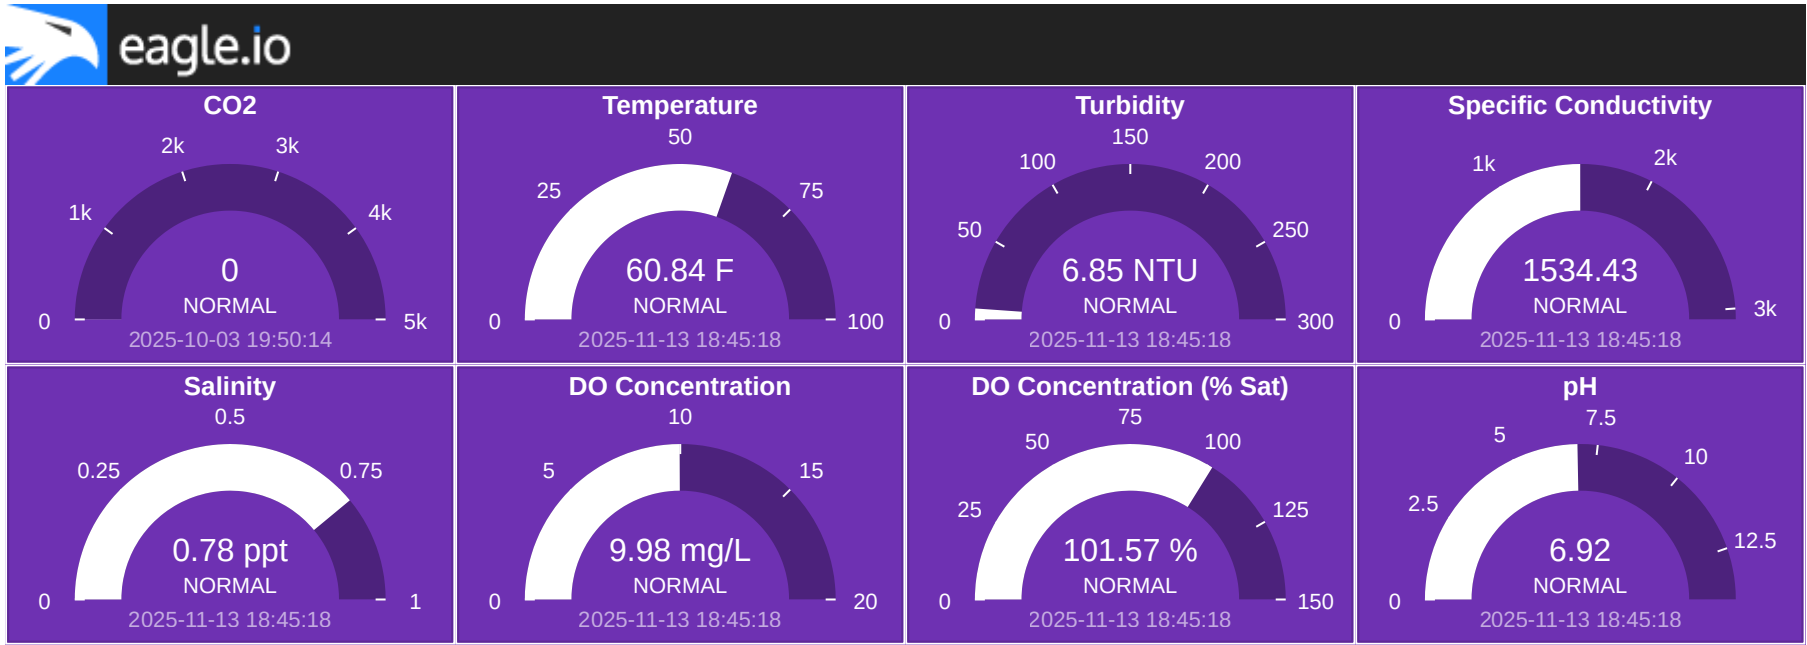 eagle.io
CO2
2k 3k
1k 4k
0 5k
0
NORMAL
2025-10-03 19:50:14
Temperature
50
25 75
0 100
60.84 F
NORMAL
2025-11-13 18:45:18
Turbidity
150
100 200
50 250
0 300
6.85 NTU
NORMAL
2025-11-13 18:45:18
Specific Conductivity
1k 2k
0 3k
1534.43
NORMAL
2025-11-13 18:45:18
Salinity
0.5
0.25 0.75
0 1
0.78 ppt
NORMAL
2025-11-13 18:45:18
DO Concentration
10
5 15
0 20
9.98 mg/L
NORMAL
2025-11-13 18:45:18
DO Concentration (% Sat)
75
50 100
25 125
0 150
101.57 %
NORMAL
2025-11-13 18:45:18
pH
7.5
5 10
2.5 12.5
0
6.92
NORMAL
2025-11-13 18:45:18